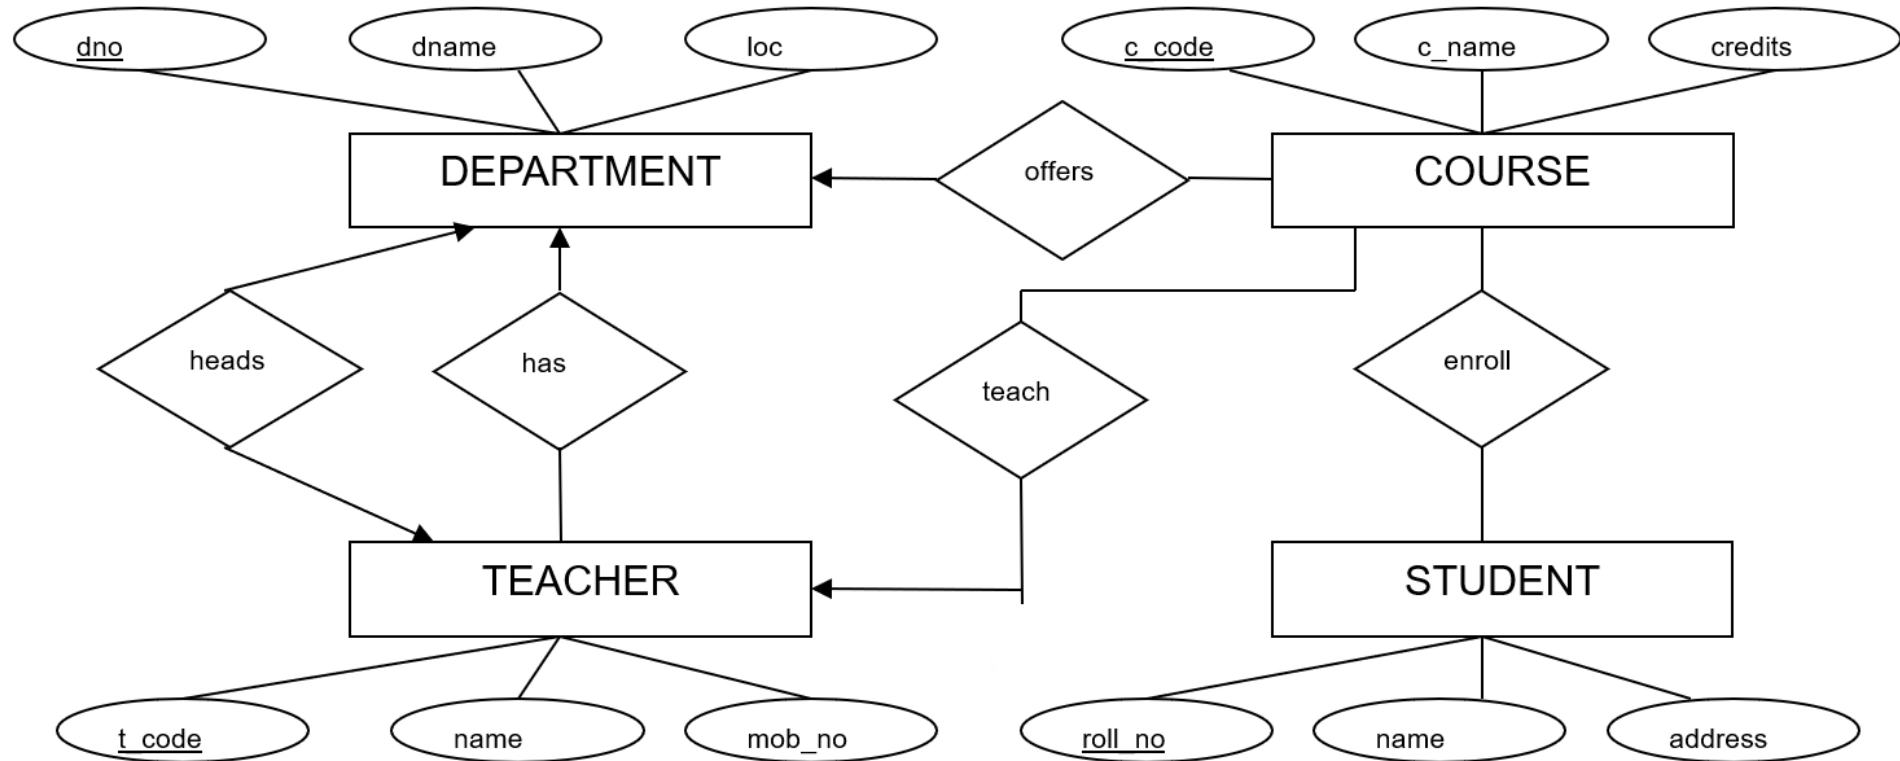 dno
dname
loc
c_code
c_name
credits
DEPARTMENT
offers
COURSE
heads
has
teach
enroll
TEACHER
STUDENT
t_code
name
mob_no
roll_no
name
address